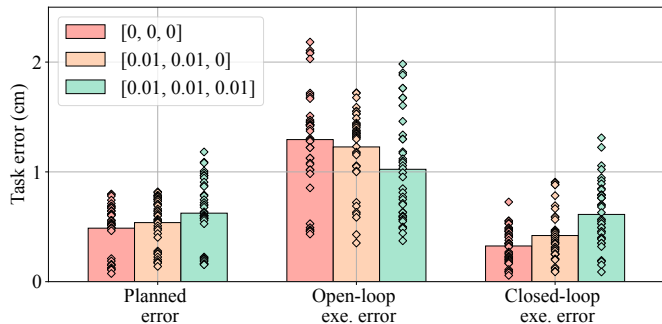 [0, 0, 0]
[0.01, 0.01, 0]
[0.01, 0.01, 0.01]
Task error (cm)
2
1
0
Planned
error
Open-loop
exe. error
Closed-loop
exe. error